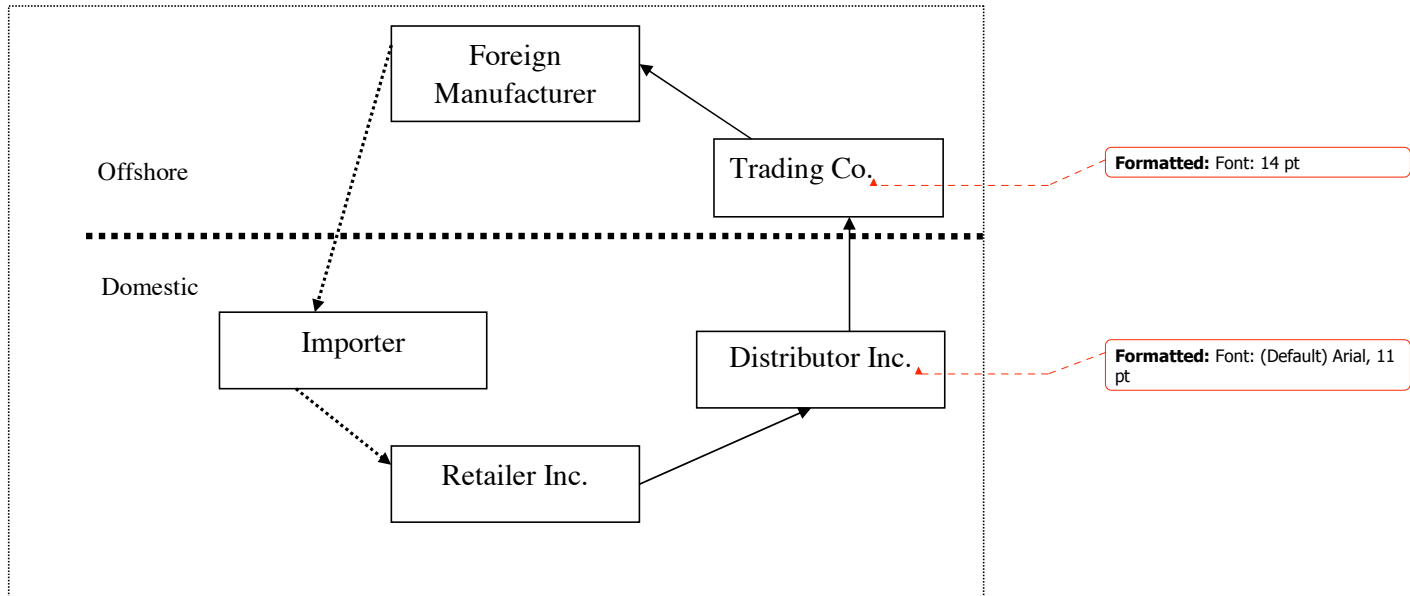 Foreign
Manufacturer
Trading Co.
Formatted: Font: 14 pt
Offshore
Domestic
Importer
Distributor Inc.
Formatted: Font: (Default) Arial, 11
pt
Retailer Inc.